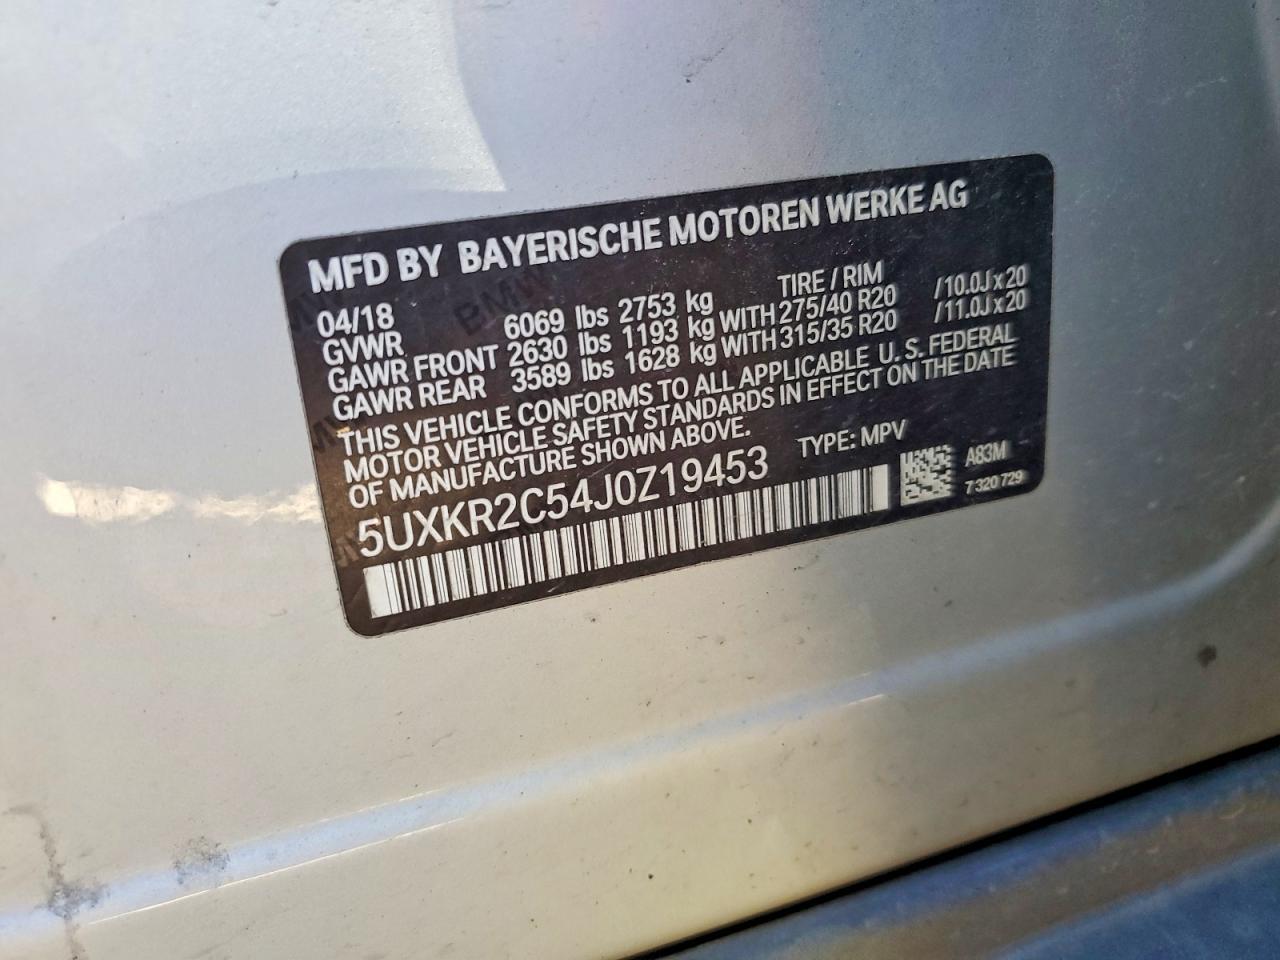 MFD BY BAYERISCHE MOTOREN WERKE AG
04/18 TIRE / RIM
GVWR 6069 lbs 2753 kg
GAWR FRONT 2630 lbs 1193 kg WITH 275/40 R20 /10.0J x 20
GAWR REAR 3589 lbs 1628 kg WITH 315/35 R20 /11.0J x 20
THIS VEHICLE CONFORMS TO ALL APPLICABLE U. S. FEDERAL
MOTOR VEHICLE SAFETY STANDARDS IN EFFECT ON THE DATE
OF MANUFACTURE SHOWN ABOVE.
TYPE: MPV
5UXKR2C54J0Z19453
A83M
7 320 729